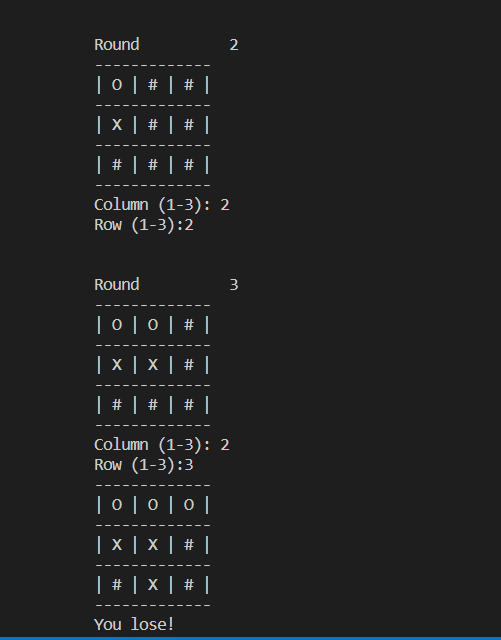 Round          2
-------------
| O | # | # |
-------------
| X | # | # |
-------------
| # | # | # |
-------------
Column (1-3): 2
Row (1-3):2
Round          3
-------------
| O | O | # |
-------------
| X | X | # |
-------------
| # | # | # |
-------------
Column (1-3): 2
Row (1-3):3
-------------
| O | O | O |
-------------
| X | X | # |
-------------
| # | X | # |
-------------
You lose!